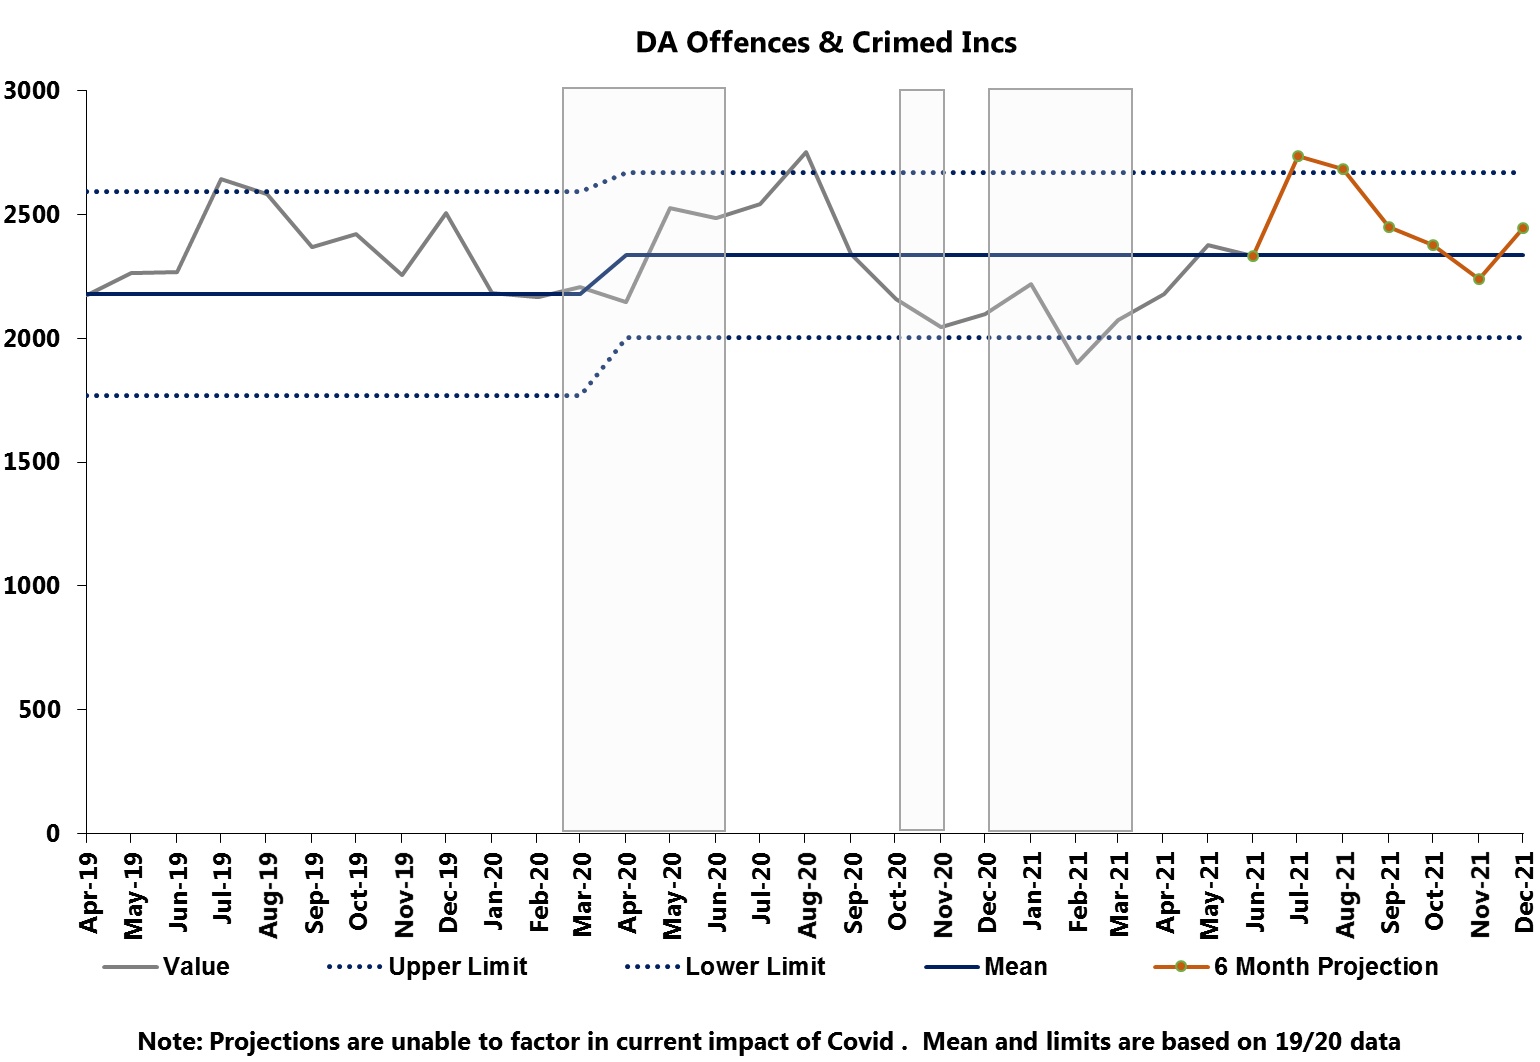 DA Offences & Crimed Incs
3000
2500
2000
1500
1000
500
0
Apr-19 May-19 Jun-19 Jul-19 Aug-19 Sep-19 Oct-19 Nov-19 Dec-19 Jan-20 Feb-20 Mar-20 Apr-20 May-20 Jun-20 Jul-20 Aug-20 Sep-20 Oct-20 Nov-20 Dec-20 Jan-21 Feb-21 Mar-21 Apr-21 May-21 Jun-21 Jul-21 Aug-21 Sep-21 Oct-21 Nov-21 Dec-21
Value Upper Limit Lower Limit Mean 6 Month Projection
Note: Projections are unable to factor in current impact of Covid .  Mean and limits are based on 19/20 data